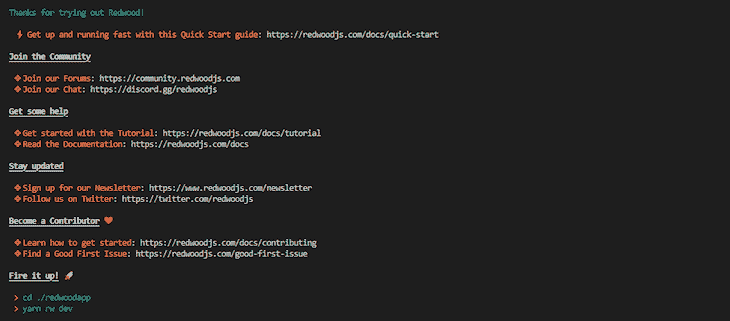 Thanks for trying out Redwood!
⚡ Get up and running fast with this Quick Start guide: https://redwoodjs.com/docs/quick-start
Join the Community
❖ Join our Forums: https://community.redwoodjs.com
❖ Join our Chat: https://discord.gg/redwoodjs
Get some help
❖ Get started with the Tutorial: https://redwoodjs.com/docs/tutorial
❖ Read the Documentation: https://redwoodjs.com/docs
Stay updated
❖ Sign up for our Newsletter: https://www.redwoodjs.com/newsletter
❖ Follow us on Twitter: https://twitter.com/redwoodjs
Become a Contributor ❤
❖ Learn how to get started: https://redwoodjs.com/docs/contributing
❖ Find a Good First Issue: https://redwoodjs.com/good-first-issue
Fire it up! 🚀
> cd ./redwoodapp
> yarn rw dev